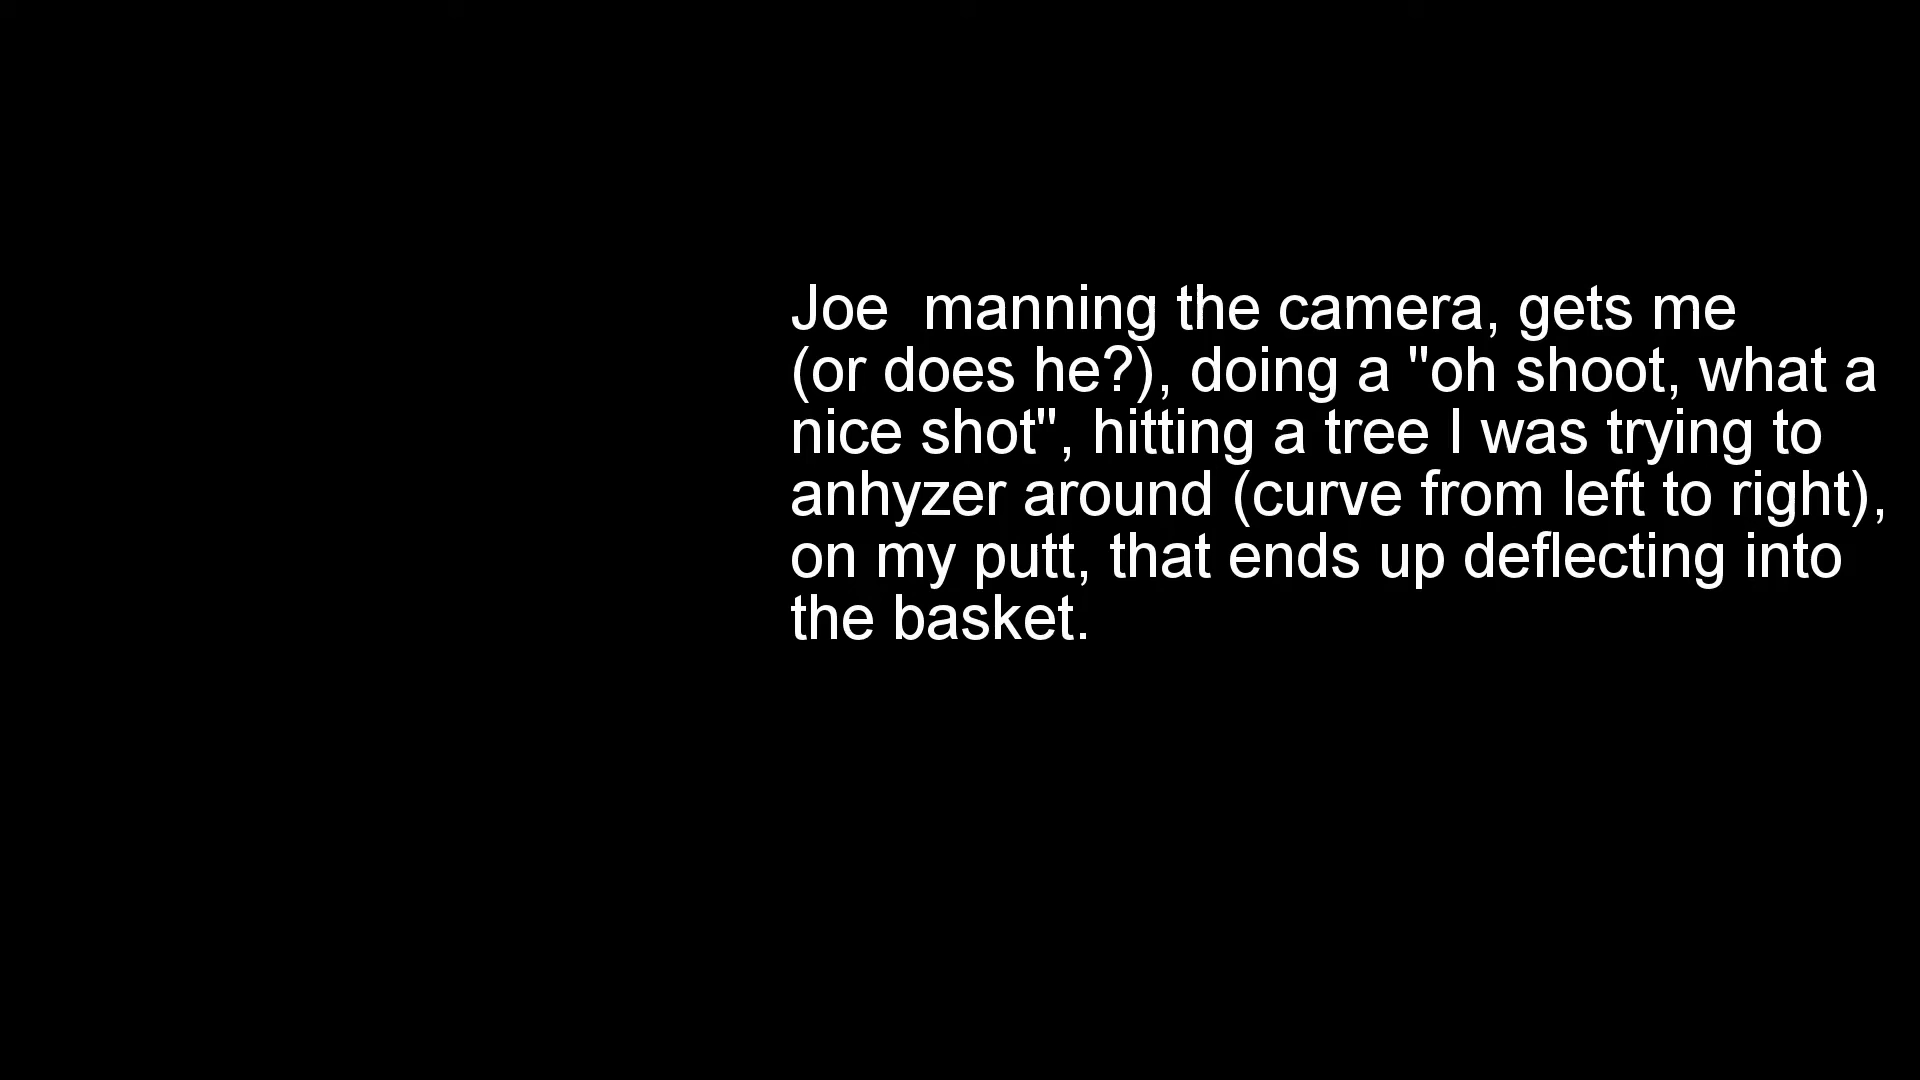 Joe  manning the camera, gets me
(or does he?), doing a "oh shoot, what a
nice shot", hitting a tree I was trying to
anhyzer around (curve from left to right),
on my putt, that ends up deflecting into
the basket.